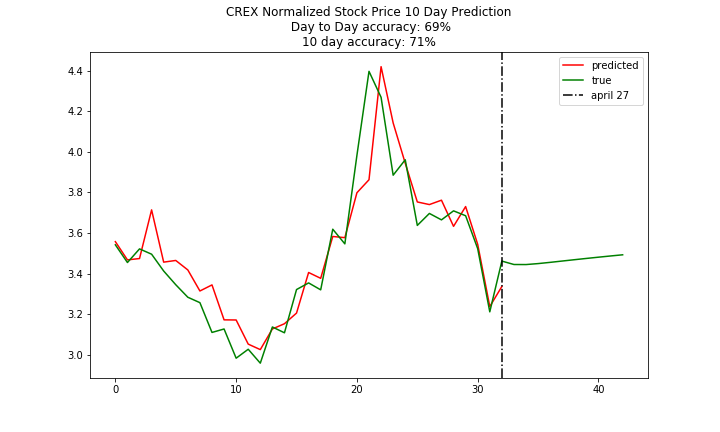 CREX Normalized Stock Price 10 Day Prediction
Day to Day accuracy: 69%
10 day accuracy: 71%
predicted
true
april 27
4.4
4.2
4.0
3.8
3.6
3.4
3.2
3.0
0 10 20 30 40